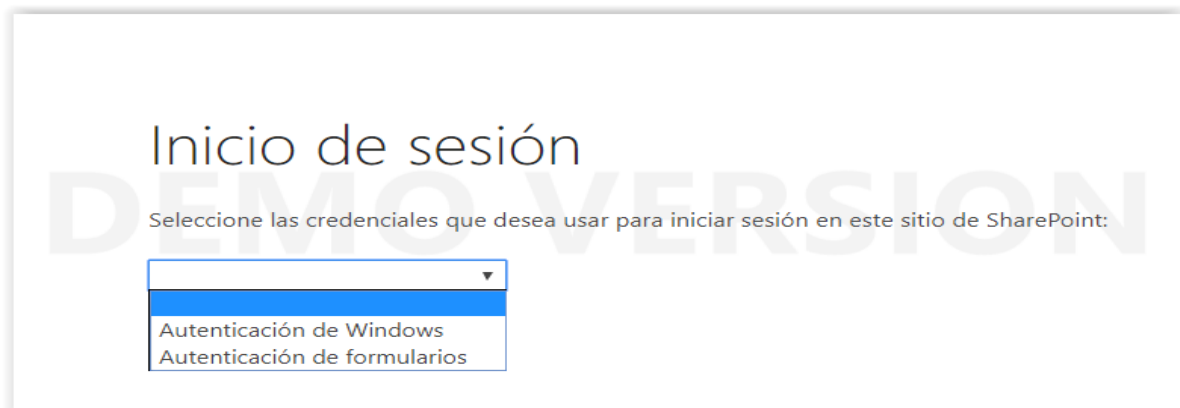 Inicio de sesión
DEMO VERSION
Seleccione las credenciales que desea usar para iniciar sesión en este sitio de SharePoint:
Autenticación de Windows
Autenticación de formularios